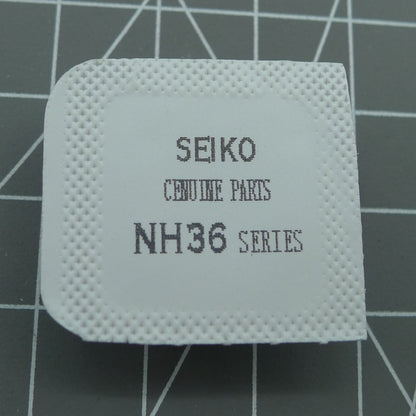 SEIKO
GENUINE PARTS
NH36 SERIES